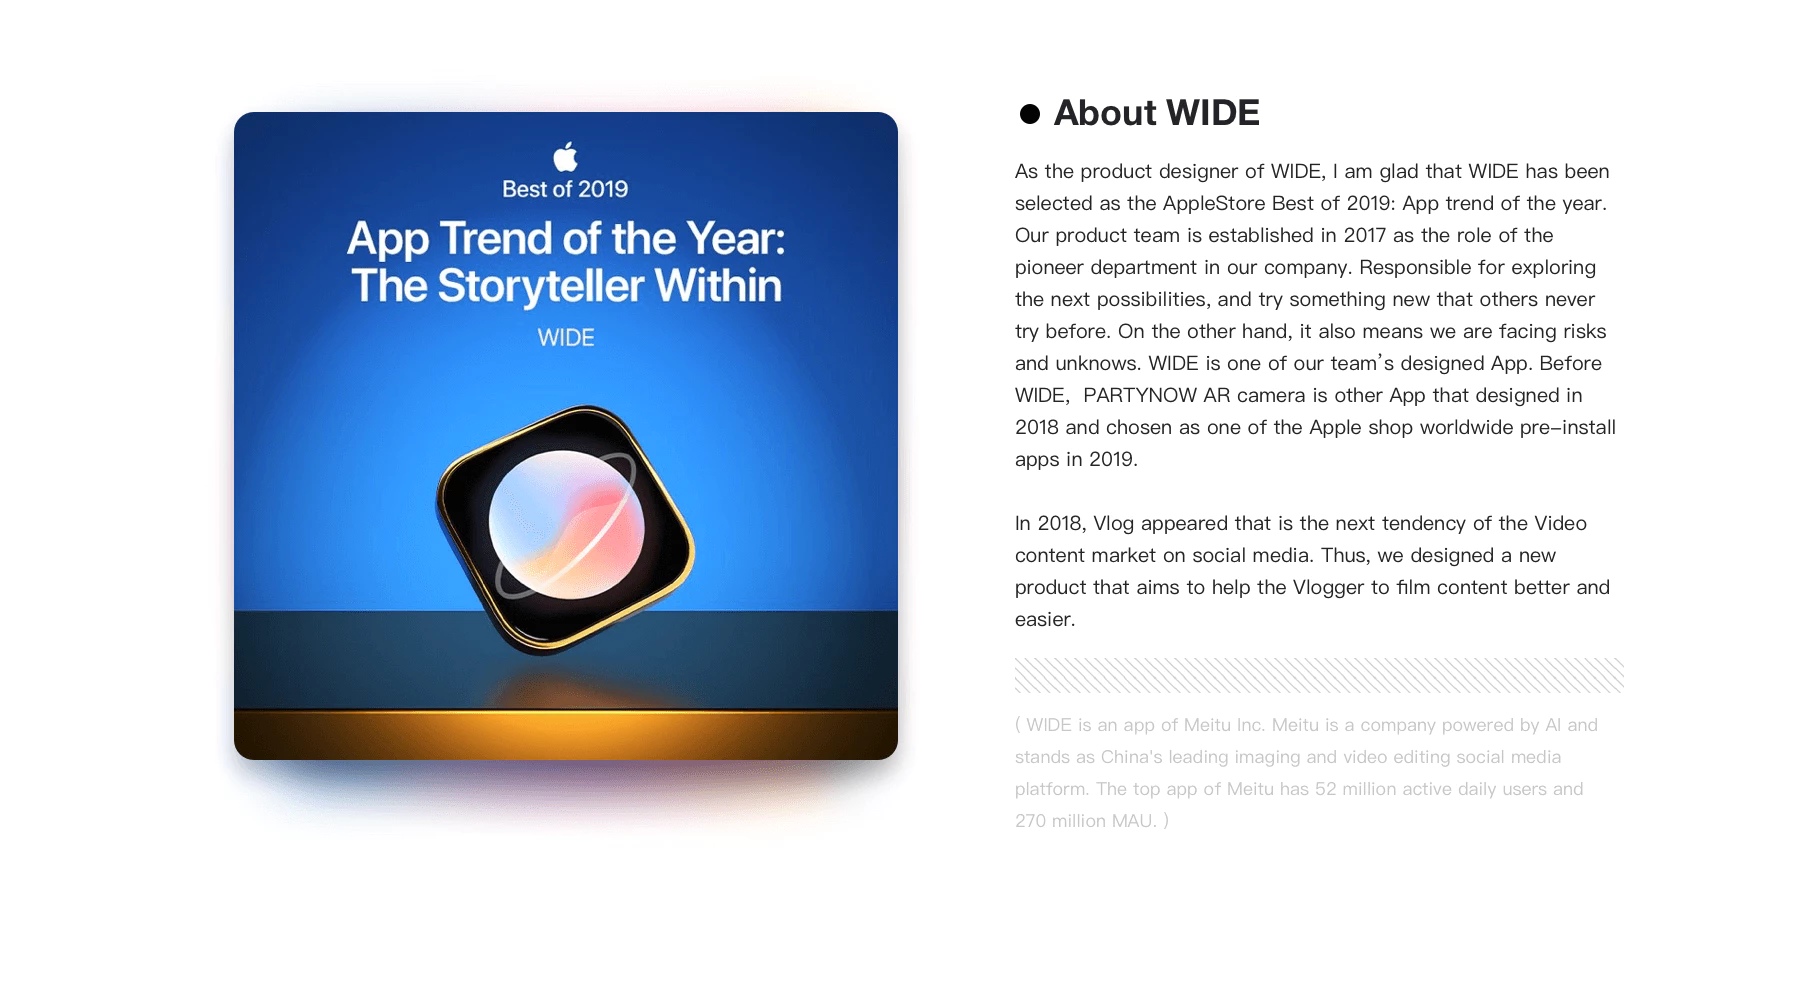 Best of 2019
App Trend of the Year:
The Storyteller Within
WIDE
About WIDE
As the product designer of WIDE, I am glad that WIDE has been
selected as the AppleStore Best of 2019: App trend of the year.
Our product team is established in 2017 as the role of the
pioneer department in our company. Responsible for exploring
the next possibilities, and try something new that others never
try before. On the other hand, it also means we are facing risks
and unknows. WIDE is one of our team’s designed App. Before
WIDE,  PARTYNOW AR camera is other App that designed in
2018 and chosen as one of the Apple shop worldwide pre–install
apps in 2019.
In 2018, Vlog appeared that is the next tendency of the Video
content market on social media. Thus, we designed a new
product that aims to help the Vlogger to film content better and
easier.
( WIDE is an app of Meitu Inc. Meitu is a company powered by AI and
stands as China's leading imaging and video editing social media
platform. The top app of Meitu has 52 million active daily users and
270 million MAU. )